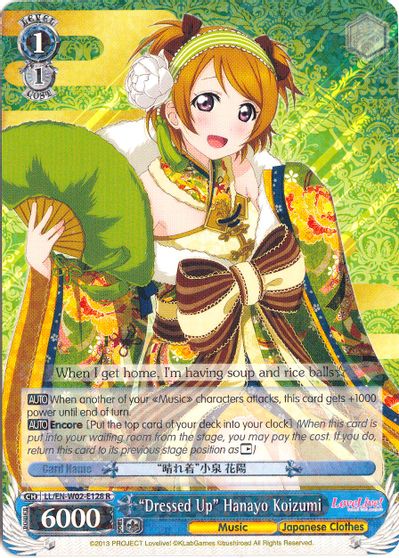 LEVEL
1
1
COST
When I get home, I'm having soup and rice balls☆
AUTO When another of your «Music» characters attacks, this card gets +1000
power until end of turn.
AUTO Encore [Put the top card of your deck into your clock] (When this card is
put into the waiting room from the stage, you may pay the cost. If you do,
return this card to its previous stage position as ▶)
Card Name "晴れ着"小泉 花陽
CH LL/EN-W02-E128 R
POWER 6000 "Dressed Up" Hanayo Koizumi LoveLive!
Music Japanese Clothes
©2013 PROJECT Lovelive! ©KLabGames ©bushiroad All Rights Reserved.